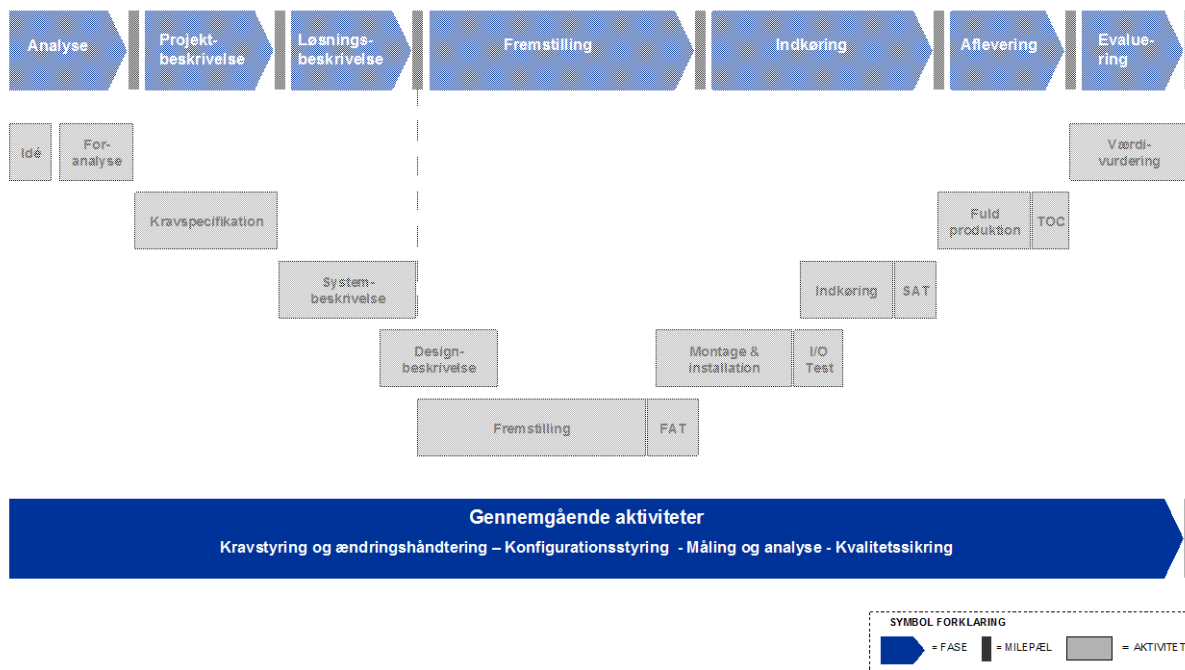 Analyse
Projekt-
beskrivelse
Løsnings-
beskrivelse
Fremstilling
Indkøring
Aflevering
Evalue-
ring
Idé
For-
analyse
Værdi-
vurdering
Kravspecifikation
Fuld
produktion
TOC
System-
beskrivelse
Indkøring
SAT
Design-
beskrivelse
Montage &
installation
I/O
Test
Fremstilling
FAT
Gennemgående aktiviteter
Kravstyring og ændringshåndtering – Konfigurationsstyring - Måling og analyse - Kvalitetssikring
SYMBOL FORKLARING
= FASE
= MILEPÆL
= AKTIVITET